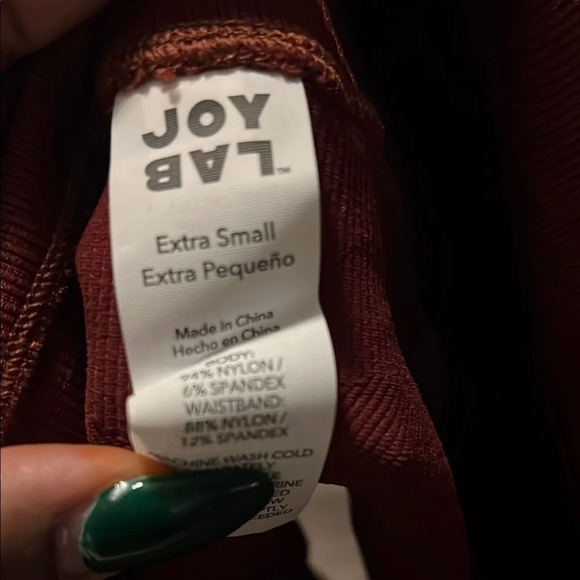 JOY
LAB™
Extra Small
Extra Pequeño
Made in China
Hecho en China
BODY:
94% NYLON /
6% SPANDEX
WAISTBAND:
88% NYLON /
12% SPANDEX
MACHINE WASH COLD